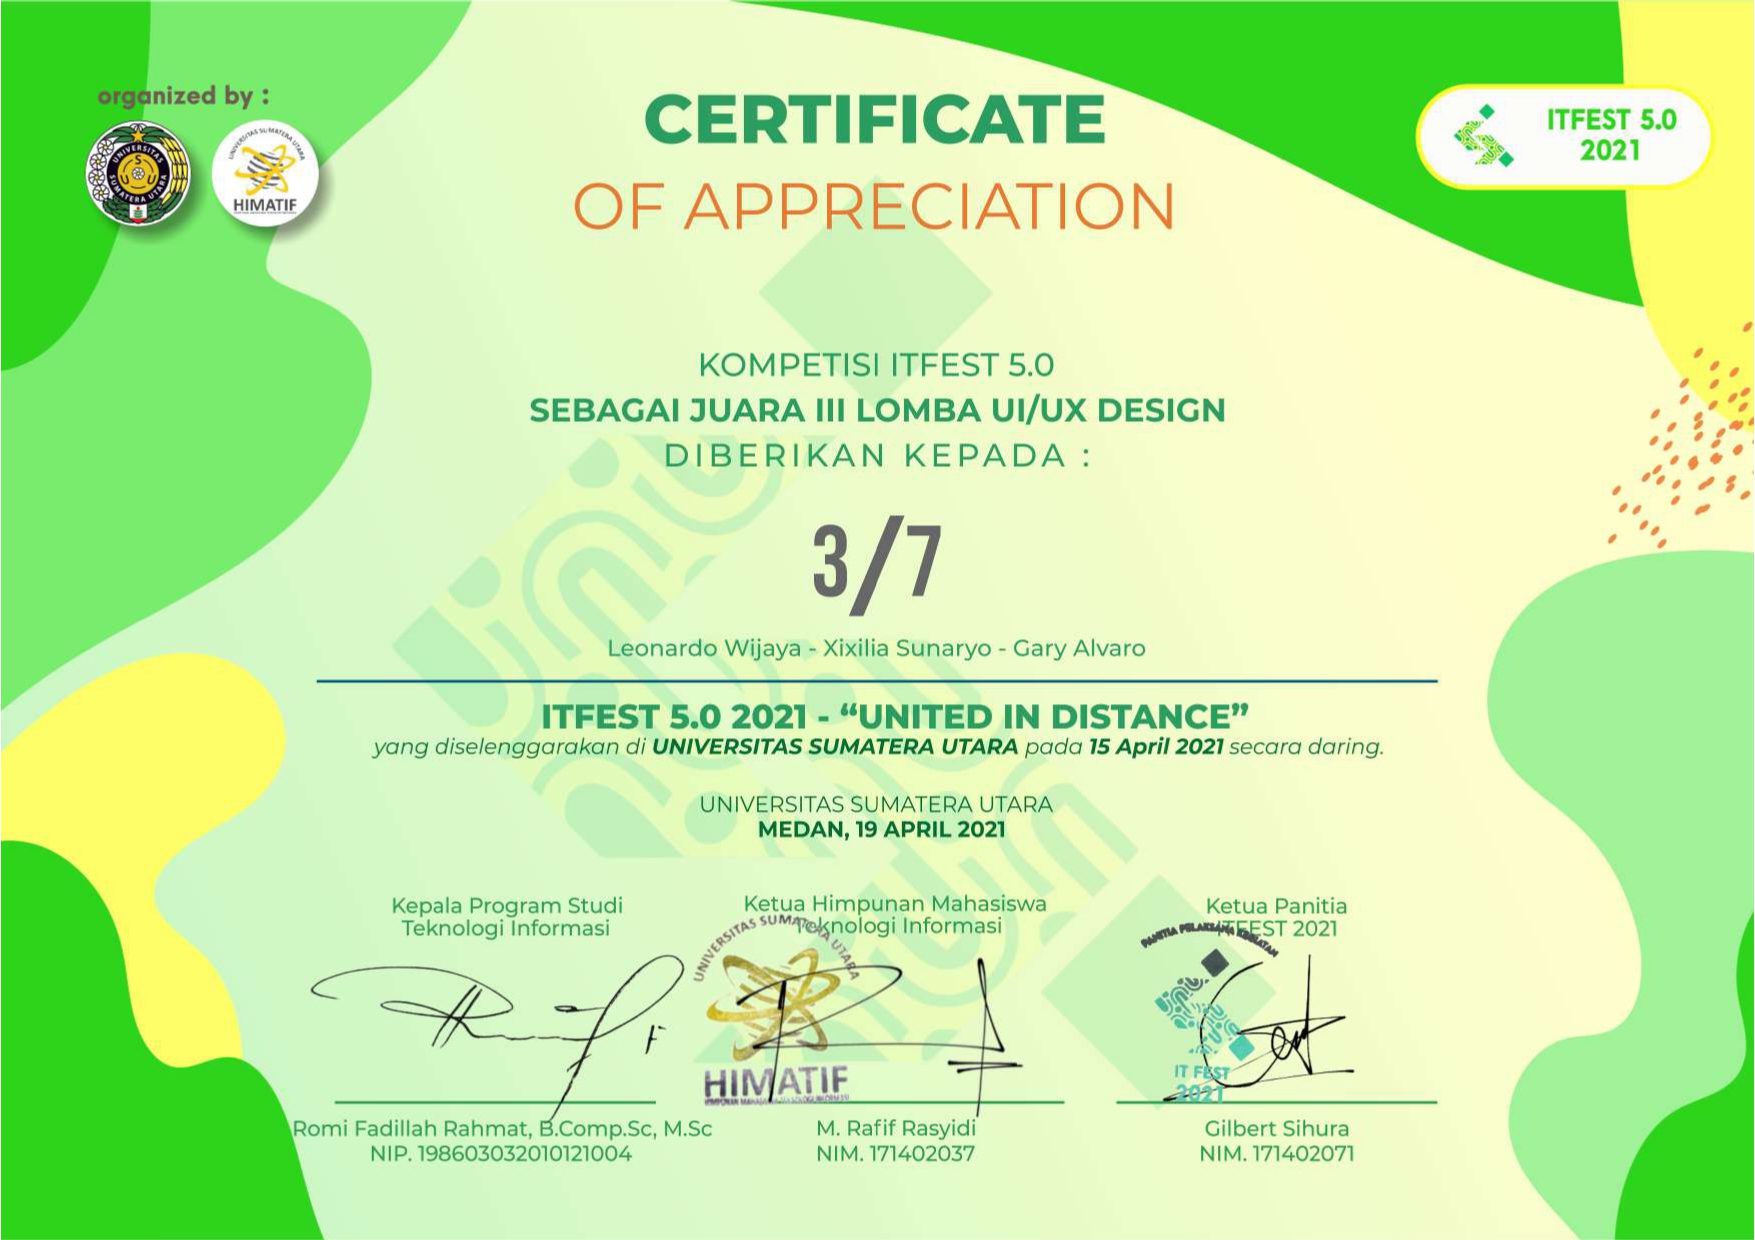 organized by :
UNIVERSITAS
SUMATERA UTARA
UNIVERSITAS SUMATERA UTARA
HIMATIF
CERTIFICATE
OF APPRECIATION
ITFEST 5.0
2021
KOMPETISI ITFEST 5.0
SEBAGAI JUARA III LOMBA UI/UX DESIGN
DIBERIKAN KEPADA :
3/7
Leonardo Wijaya - Xixilia Sunaryo - Gary Alvaro
ITFEST 5.0 2021 - “UNITED IN DISTANCE”
yang diselenggarakan di UNIVERSITAS SUMATERA UTARA pada 15 April 2021 secara daring.
UNIVERSITAS SUMATERA UTARA
MEDAN, 19 APRIL 2021
Kepala Program Studi
Teknologi Informasi
Romi Fadillah Rahmat, B.Comp.Sc, M.Sc
NIP. 198603032010121004
Ketua Himpunan Mahasiswa
Teknologi Informasi
UNIVERSITAS SUMATERA UTARA
HIMATIF
M. Rafif Rasyidi
NIM. 171402037
Ketua Panitia
ITFEST 2021
PANITIA PELAKSANA KEGIATAN
IT FEST
2021
Gilbert Sihura
NIM. 171402071